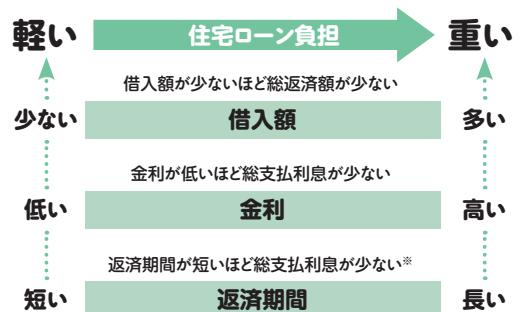 軽い 住宅ローン負担 重い
借入額が少ないほど総返済額が少ない
少ない 借入額 多い
金利が低いほど総支払利息が少ない
低い 金利 高い
返済期間が短いほど総支払利息が少ない※
短い 返済期間 長い